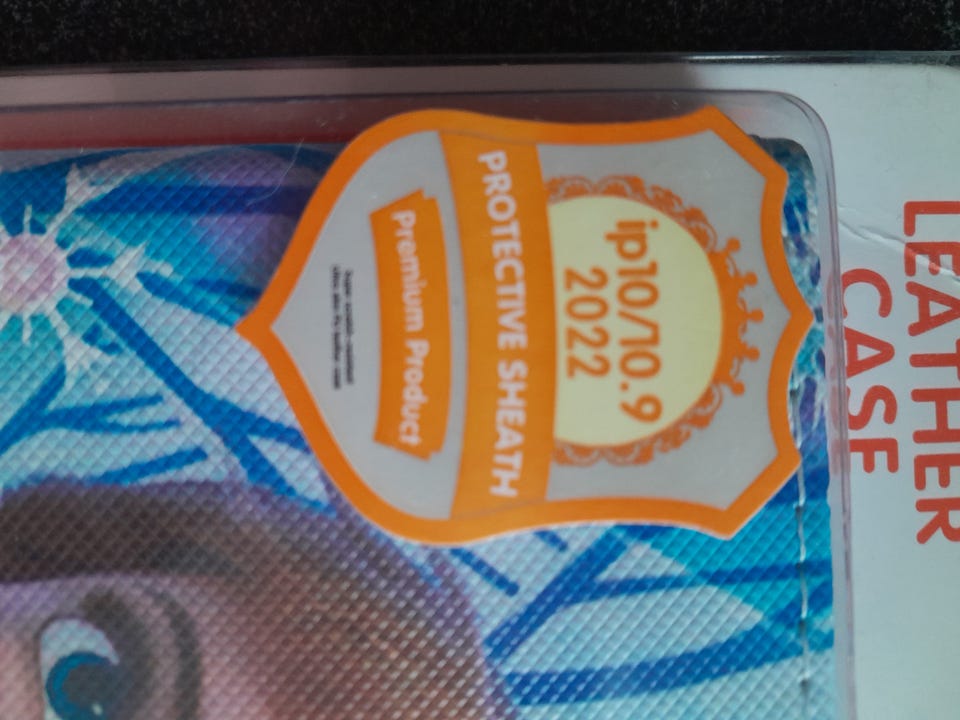 ip10/10.9
2022
PROTECTIVE SHEATH
Premium Product
LEATHER
CASE